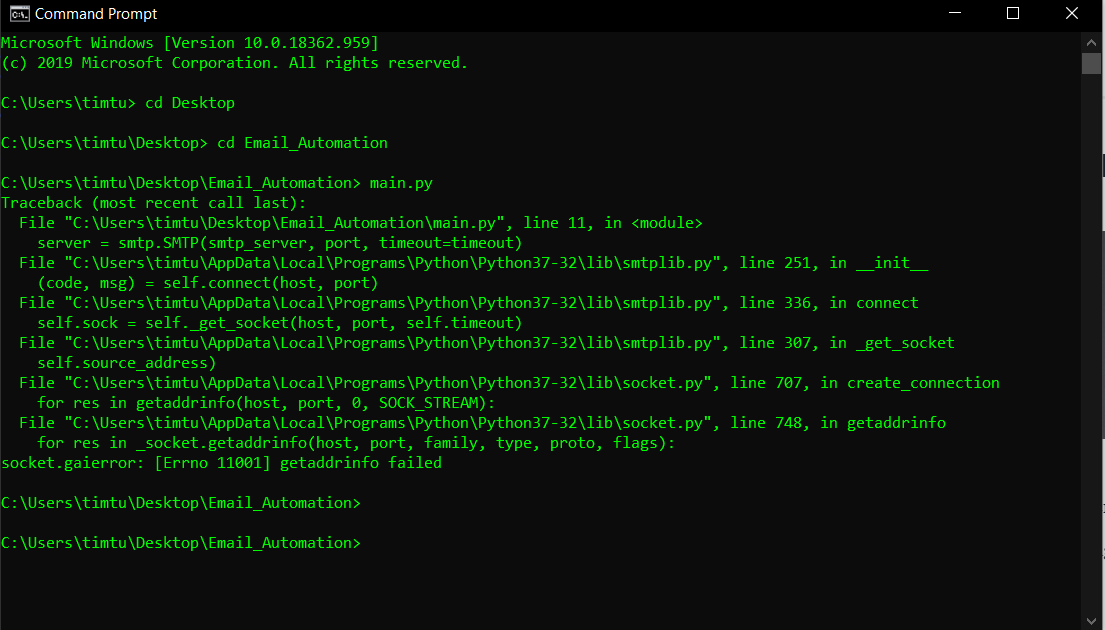 Command Prompt
Microsoft Windows [Version 10.0.18362.959]
(c) 2019 Microsoft Corporation. All rights reserved.
C:\Users\timtu> cd Desktop
C:\Users\timtu\Desktop> cd Email_Automation
C:\Users\timtu\Desktop\Email_Automation> main.py
Traceback (most recent call last):
  File "C:\Users\timtu\Desktop\Email_Automation\main.py", line 11, in <module>
    server = smtp.SMTP(smtp_server, port, timeout=timeout)
  File "C:\Users\timtu\AppData\Local\Programs\Python\Python37-32\lib\smtplib.py", line 251, in __init__
    (code, msg) = self.connect(host, port)
  File "C:\Users\timtu\AppData\Local\Programs\Python\Python37-32\lib\smtplib.py", line 336, in connect
    self.sock = self._get_socket(host, port, self.timeout)
  File "C:\Users\timtu\AppData\Local\Programs\Python\Python37-32\lib\smtplib.py", line 307, in _get_socket
    self.source_address)
  File "C:\Users\timtu\AppData\Local\Programs\Python\Python37-32\lib\socket.py", line 707, in create_connection
    for res in getaddrinfo(host, port, 0, SOCK_STREAM):
  File "C:\Users\timtu\AppData\Local\Programs\Python\Python37-32\lib\socket.py", line 748, in getaddrinfo
    for res in _socket.getaddrinfo(host, port, family, type, proto, flags):
socket.gaierror: [Errno 11001] getaddrinfo failed
C:\Users\timtu\Desktop\Email_Automation>
C:\Users\timtu\Desktop\Email_Automation>